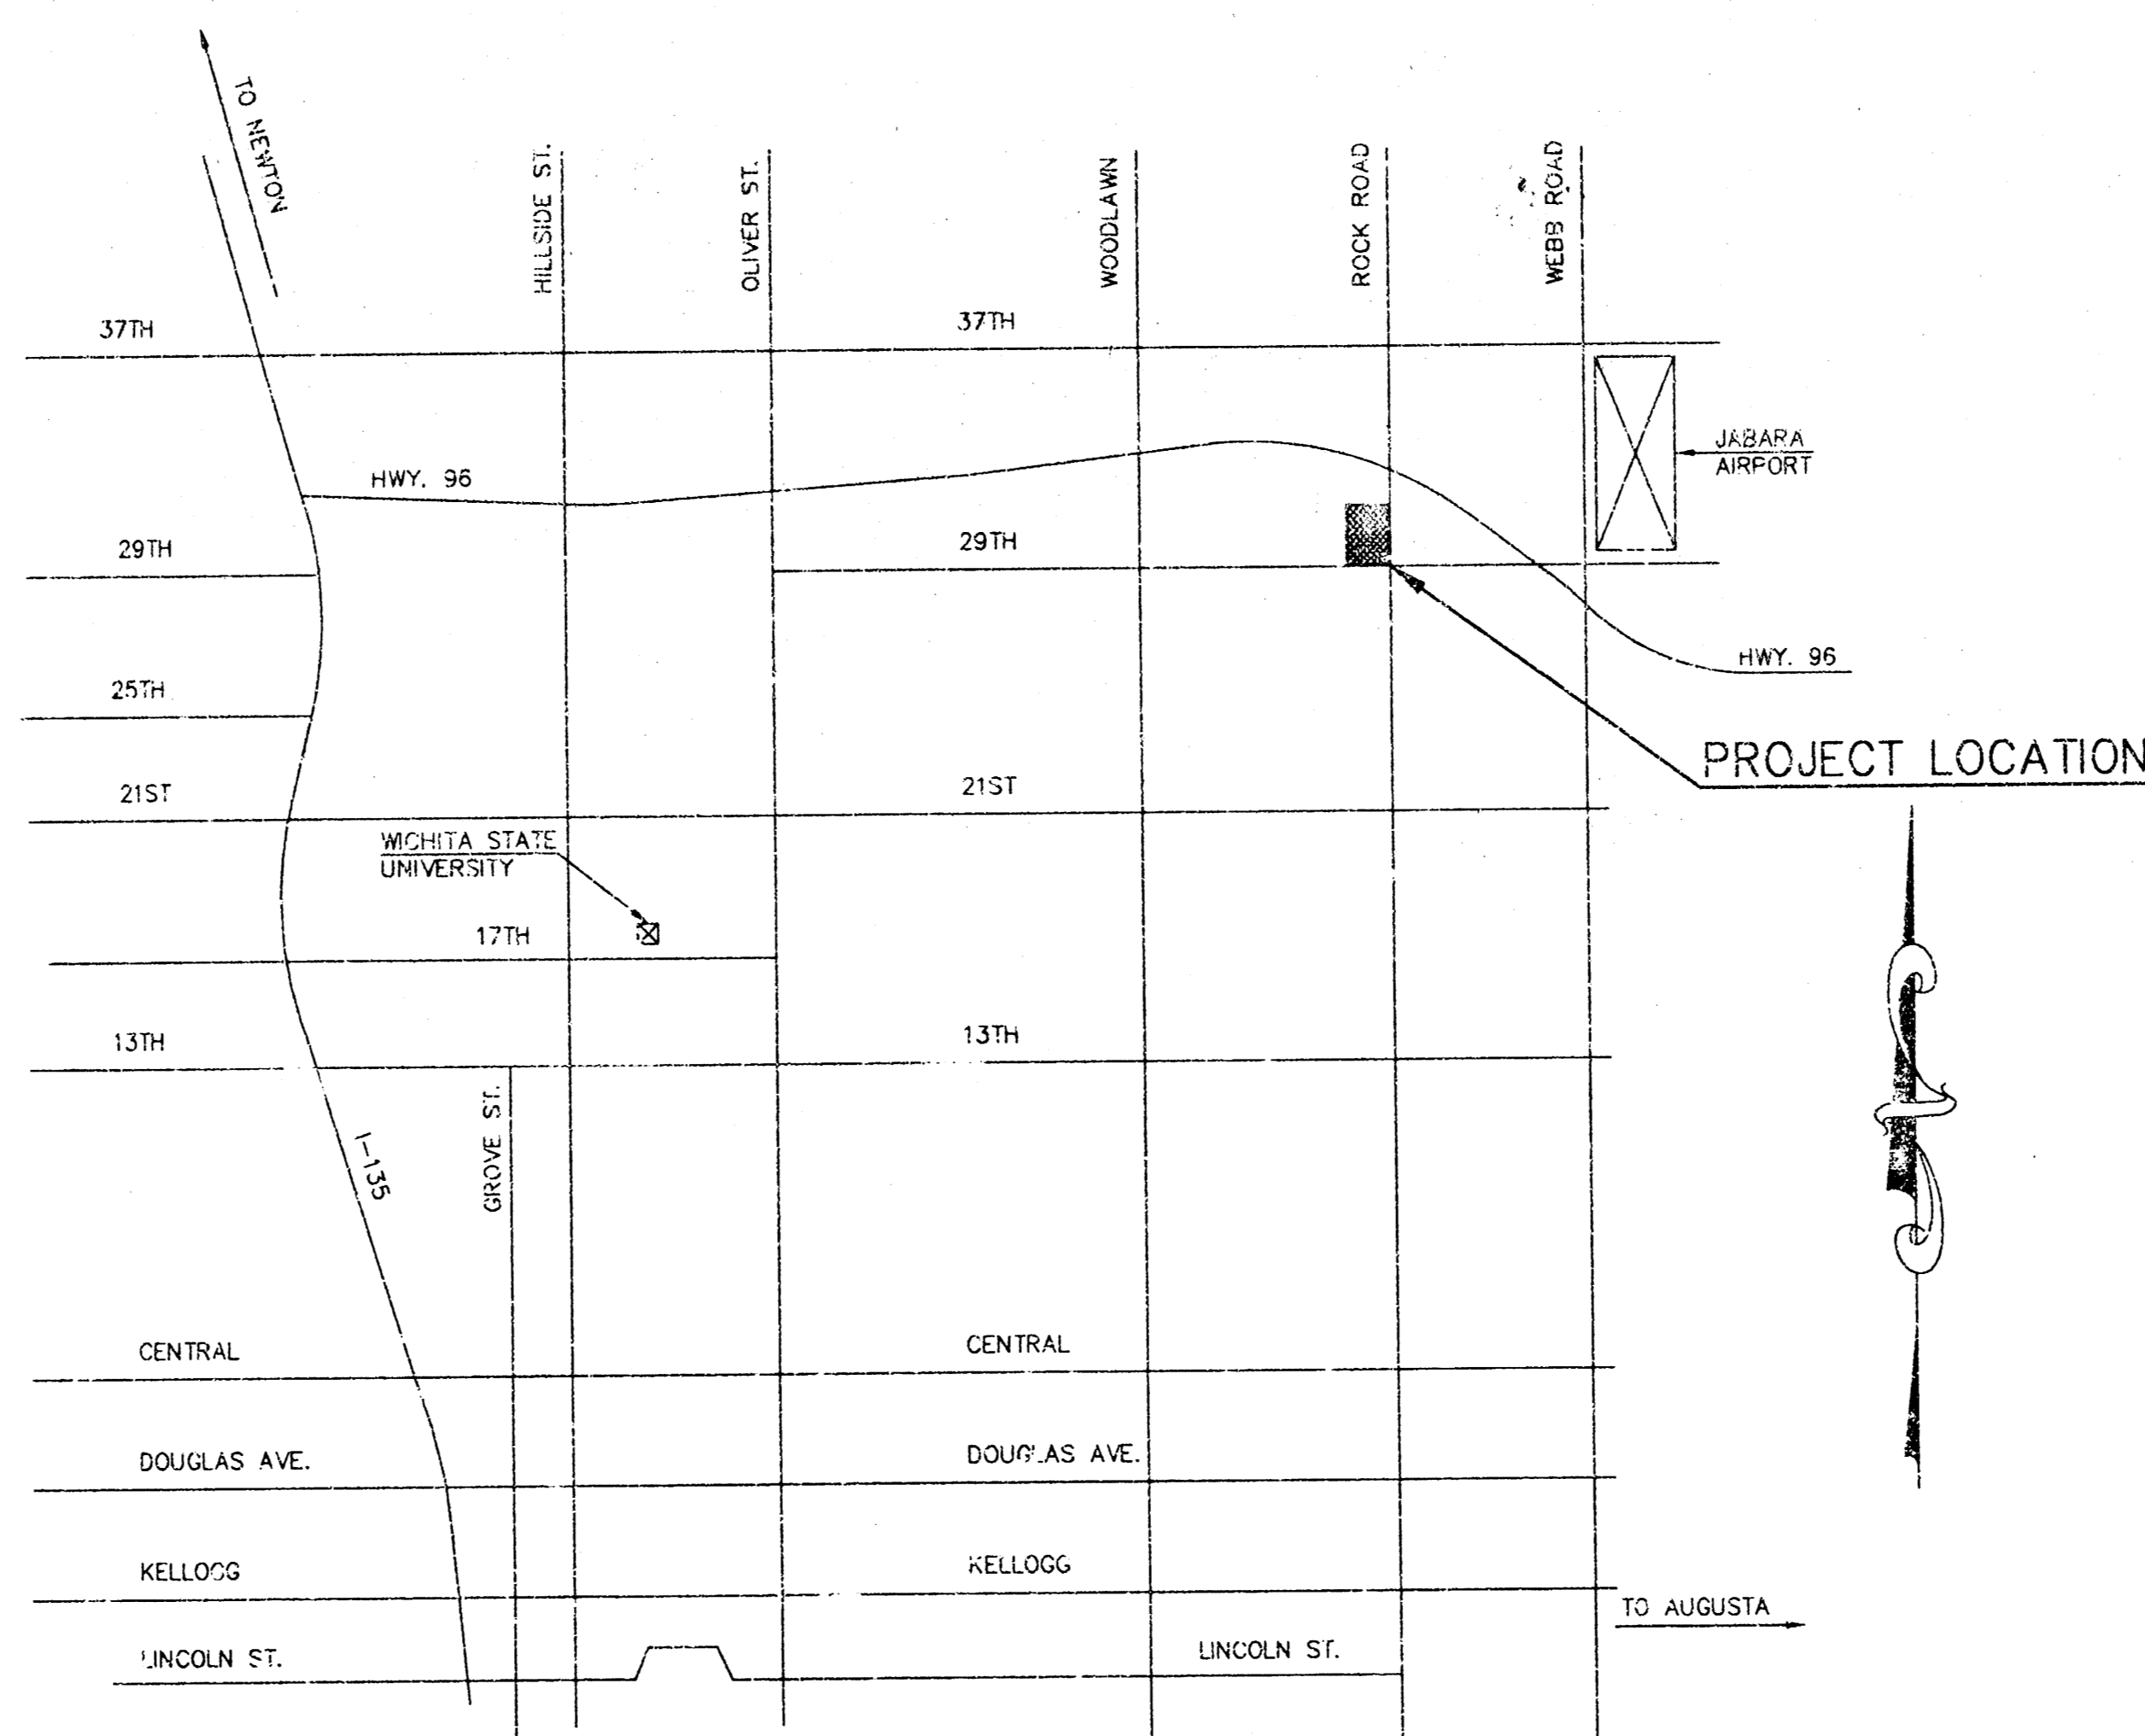 TO NEWTON
HILLSIDE ST.
OLIVER ST.
WOODLAWN
ROCK ROAD
WEBB ROAD
37TH
37TH
JABARA
AIRPORT
HWY. 96
29TH
29TH
HWY. 96
25TH
PROJECT LOCATION
21ST
21ST
WICHITA STATE
UNIVERSITY
17TH
13TH
13TH
GROVE ST.
I-135
CENTRAL
CENTRAL
DOUGLAS AVE.
DOUGLAS AVE.
KELLOGG
KELLOGG
TO AUGUSTA
LINCOLN ST.
LINCOLN ST.